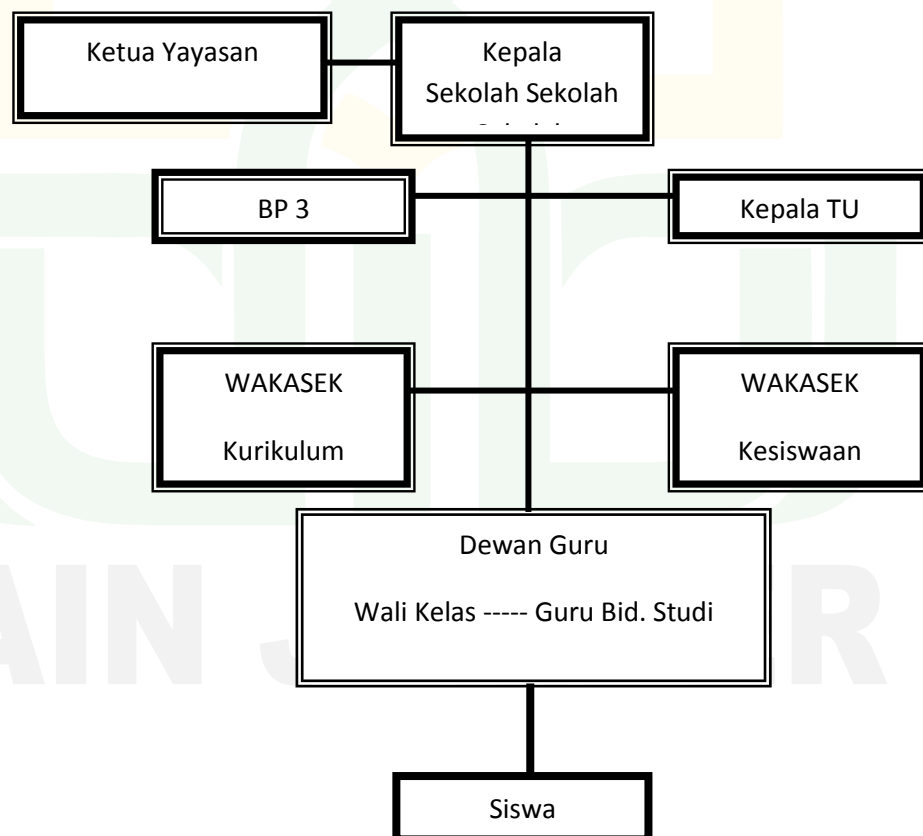 Ketua Yayasan
Kepala
Sekolah Sekolah
BP 3
Kepala TU
WAKASEK
Kurikulum
WAKASEK
Kesiswaan
Dewan Guru
Wali Kelas ----- Guru Bid. Studi
Siswa